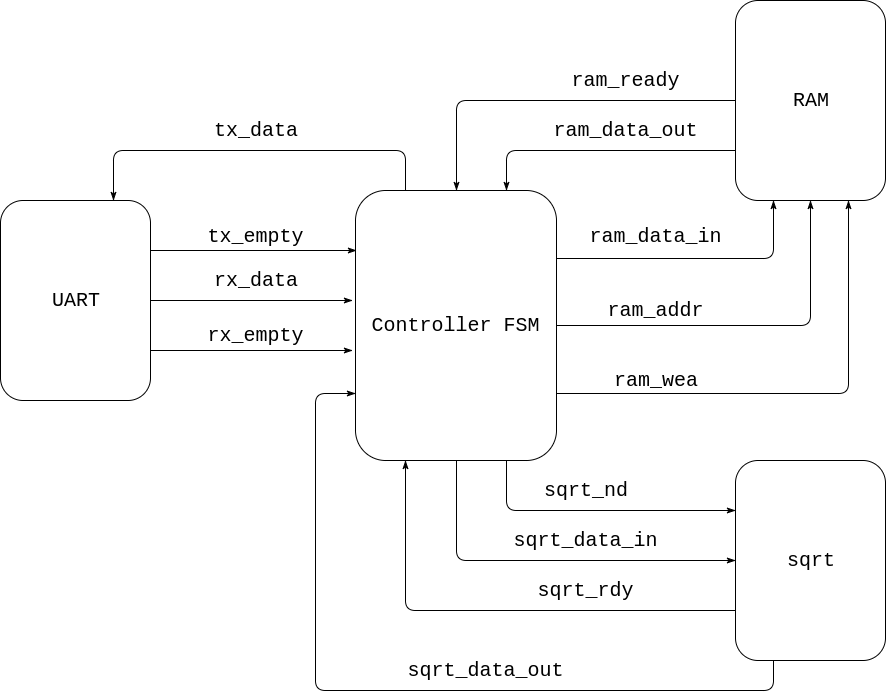 ram_ready
RAM
tx_data
ram_data_out
tx_empty
ram_data_in
rx_data
UART
ram_addr
Controller FSM
rx_empty
ram_wea
sqrt_nd
sqrt_data_in
sqrt
sqrt_rdy
sqrt_data_out